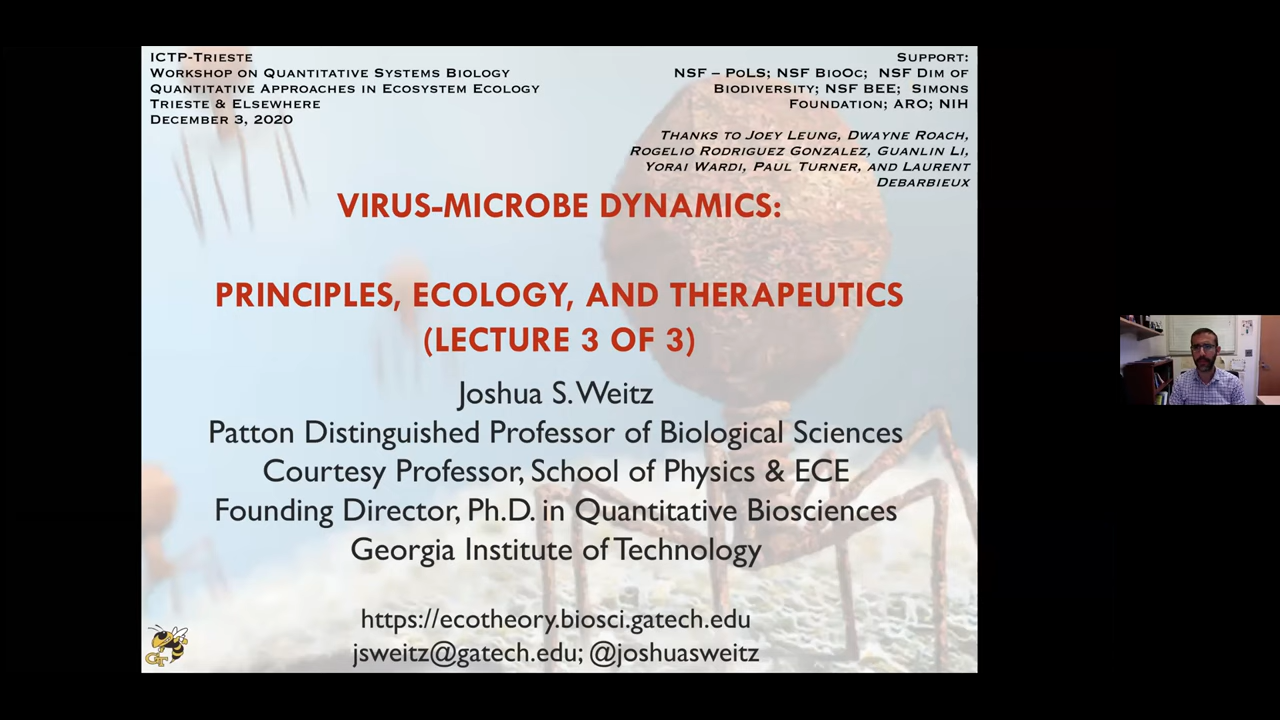 ICTP-Trieste
Workshop on Quantitative Systems Biology
Quantitative Approaches in Ecosystem Ecology
Trieste & Elsewhere
December 3, 2020
Support:
NSF – PoLS; NSF BioOc; NSF Dim of
Biodiversity; NSF BEE; Simons
Foundation; ARO; NIH
Thanks to Joey Leung, Dwayne Roach,
Rogelio Rodriguez Gonzalez, Guanlin Li,
Yorai Wardi, Paul Turner, and Laurent
Debarbieux
VIRUS-MICROBE DYNAMICS:
PRINCIPLES, ECOLOGY, AND THERAPEUTICS
(LECTURE 3 OF 3)
Joshua S. Weitz
Patton Distinguished Professor of Biological Sciences
Courtesy Professor, School of Physics & ECE
Founding Director, Ph.D. in Quantitative Biosciences
Georgia Institute of Technology
https://ecotheory.biosci.gatech.edu
jsweitz@gatech.edu; @joshuasweitz
GT